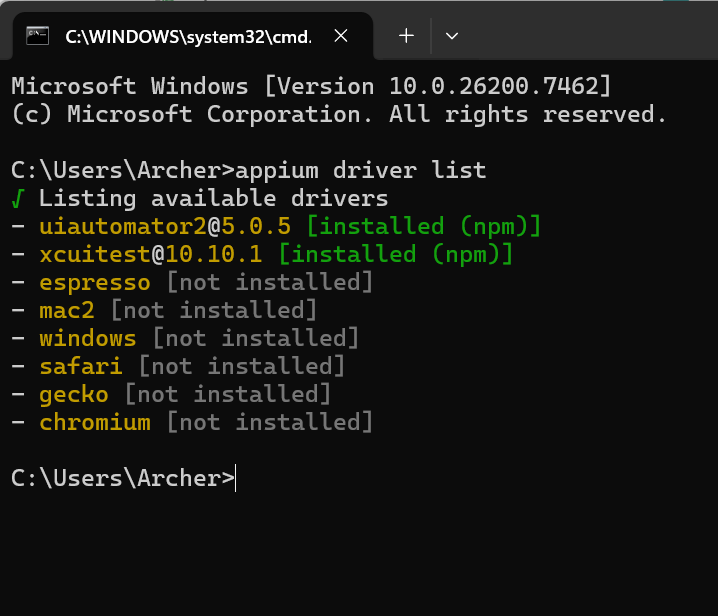 C:\WINDOWS\system32\cmd.
Microsoft Windows [Version 10.0.26200.7462]
(c) Microsoft Corporation. All rights reserved.
C:\Users\Archer>appium driver list
√ Listing available drivers
- uiautomator2@5.0.5 [installed (npm)]
- xcuitest@10.10.1 [installed (npm)]
- espresso [not installed]
- mac2 [not installed]
- windows [not installed]
- safari [not installed]
- gecko [not installed]
- chromium [not installed]
C:\Users\Archer>